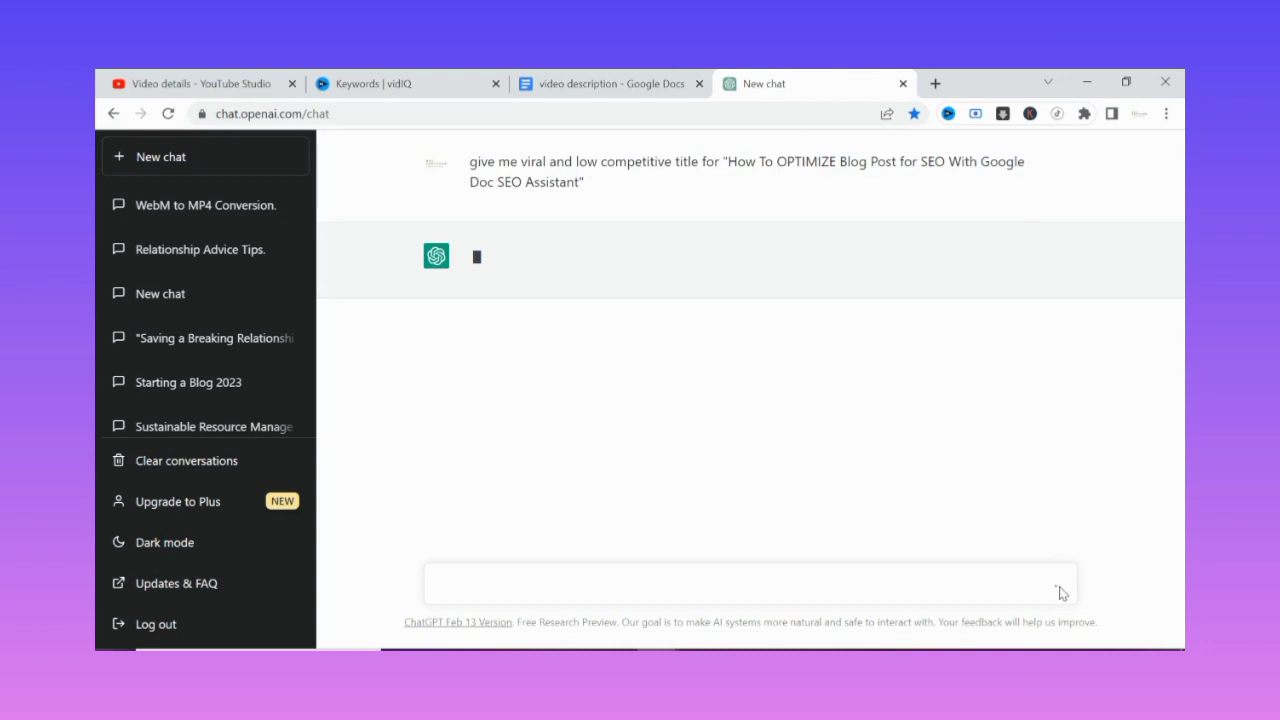 Video details - YouTube Studio
Keywords | vidIQ
video description - Google Docs
New chat
chat.openai.com/chat
New chat
WebM to MP4 Conversion.
Relationship Advice Tips.
New chat
"Saving a Breaking Relationshi
Starting a Blog 2023
Sustainable Resource Manage
Clear conversations
Upgrade to Plus
NEW
Dark mode
Updates & FAQ
Log out
give me viral and low competitive title for "How To OPTIMIZE Blog Post for SEO With Google
Doc SEO Assistant"
ChatGPT Feb 13 Version. Free Research Preview. Our goal is to make AI systems more natural and safe to interact with. Your feedback will help us improve.